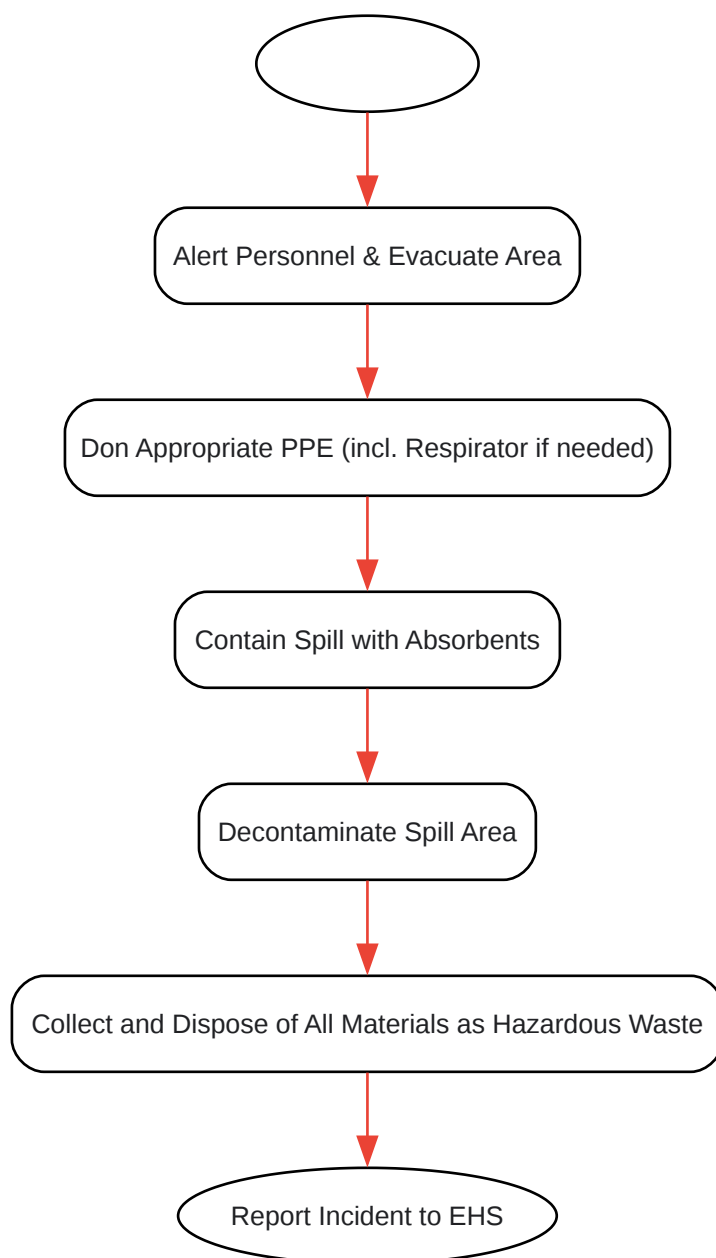 Alert Personnel & Evacuate Area
Don Appropriate PPE (incl. Respirator if needed)
Contain Spill with Absorbents
Decontaminate Spill Area
Collect and Dispose of All Materials as Hazardous Waste
Report Incident to EHS